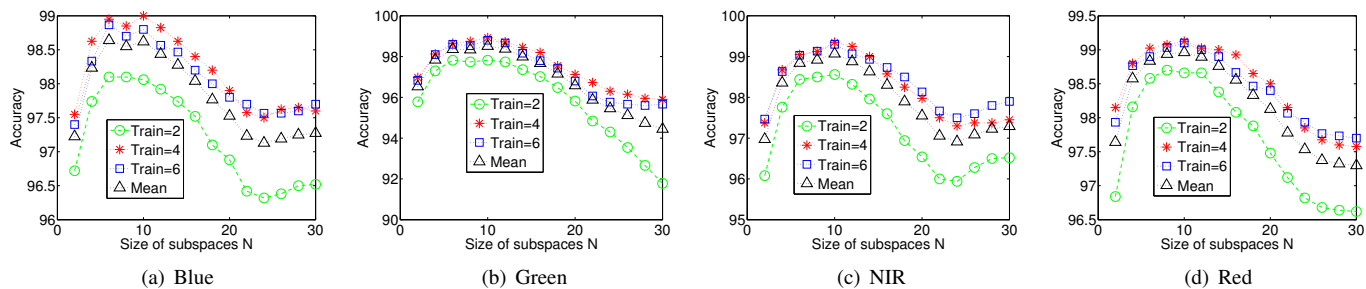 99
98.5
98
97.5
97
96.5
96
Accuracy
Train=2
Train=4
Train=6
Mean
0 10 20 30
Size of subspaces N
(a) Blue
100
98
96
94
92
90
Accuracy
Train=2
Train=4
Train=6
Mean
0 10 20 30
Size of subspaces N
(b) Green
100
99
98
97
96
95
Accuracy
Train=2
Train=4
Train=6
Mean
0 10 20 30
Size of subspaces N
(c) NIR
99.5
99
98.5
98
97.5
97
96.5
Accuracy
Train=2
Train=4
Train=6
Mean
0 10 20 30
Size of subspaces N
(d) Red